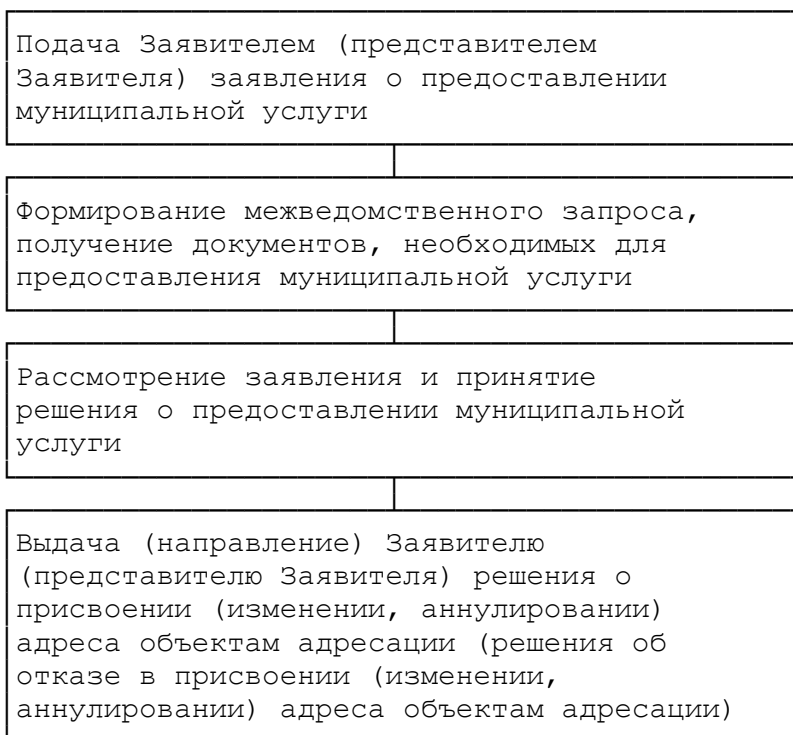 Подача Заявителем (представителем
Заявителя) заявления о предоставлении
муниципальной услуги
Формирование межведомственного запроса,
получение документов, необходимых для
предоставления муниципальной услуги
Рассмотрение заявления и принятие
решения о предоставлении муниципальной
услуги
Выдача (направление) Заявителю
(представителю Заявителя) решения о
присвоении (изменении, аннулировании)
адреса объектам адресации (решения об
отказе в присвоении (изменении,
аннулировании) адреса объектам адресации)